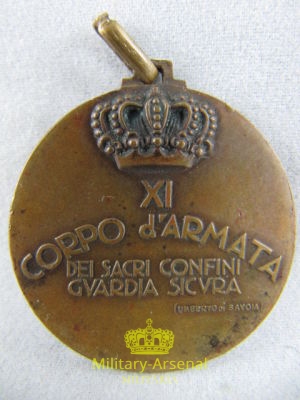 XI
CORPO d'ARMATA
DEI SACRI CONFINI
GVARDIA SICVRA
UMBERTO di SAVOIA
Military-Arsenal